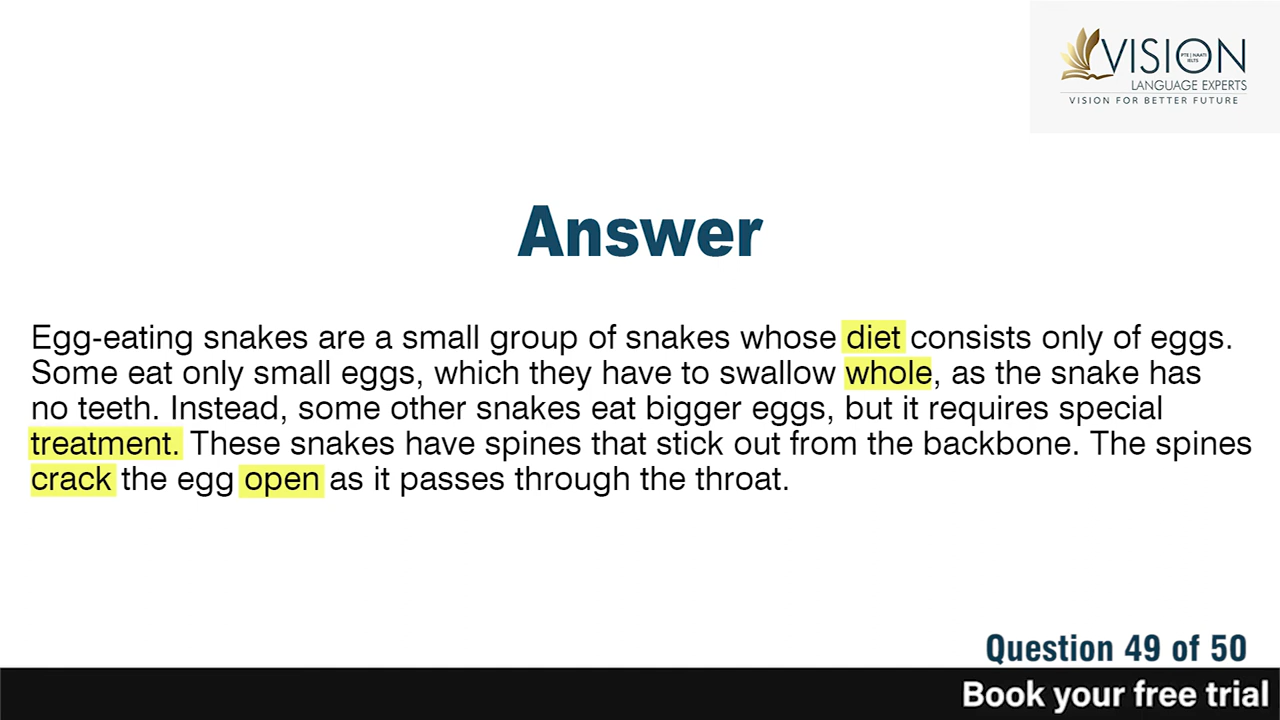 VISION
PTE | NAATI
IELTS
LANGUAGE EXPERTS
VISION FOR BETTER FUTURE
Answer
Egg-eating snakes are a small group of snakes whose diet consists only of eggs.
Some eat only small eggs, which they have to swallow whole, as the snake has
no teeth. Instead, some other snakes eat bigger eggs, but it requires special
treatment. These snakes have spines that stick out from the backbone. The spines
crack the egg open as it passes through the throat.
Question 49 of 50
Book your free trial